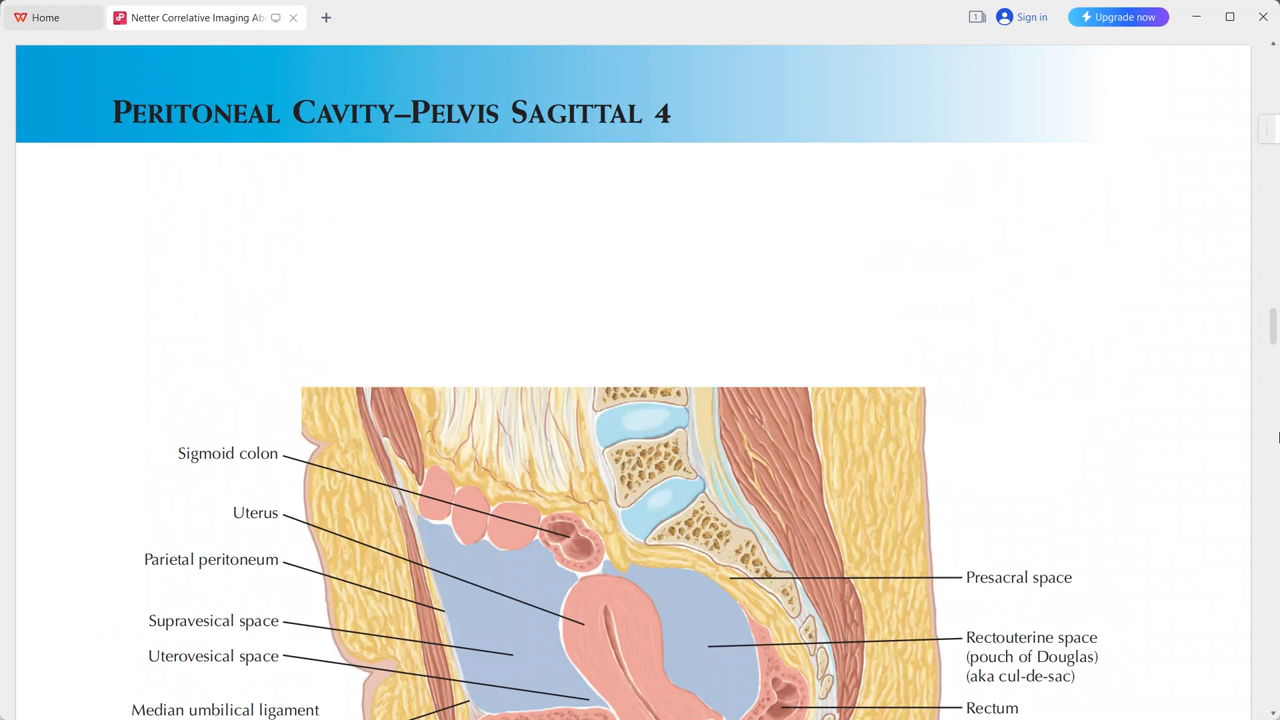 Home
Netter Correlative Imaging Ab
1
Sign in
Upgrade now
PERITONEAL CAVITY–PELVIS SAGITTAL 4
Sigmoid colon
Uterus
Parietal peritoneum
Supravesical space
Uterovesical space
Median umbilical ligament
Presacral space
Rectouterine space
(pouch of Douglas)
(aka cul-de-sac)
Rectum